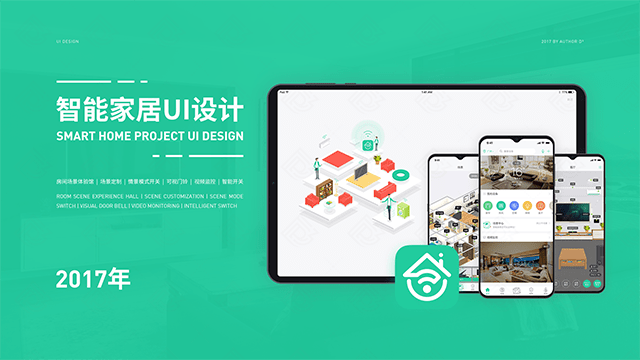 UI DESIGN
2017 BY AUTHOR:QY
智能家居UI设计
SMART HOME PROJECT UI DESIGN
房间场景体验馆 | 场景定制 | 情景模式开关 | 可视门铃 | 视频监控 | 智能开关
ROOM SCENE EXPERIENCE HALL | SCENE CUSTOMIZATION | SCENE MODE
SWITCH | VISUAL DOOR BELL | VIDEO MONITORING | INTELLIGENT SWITCH
2017年